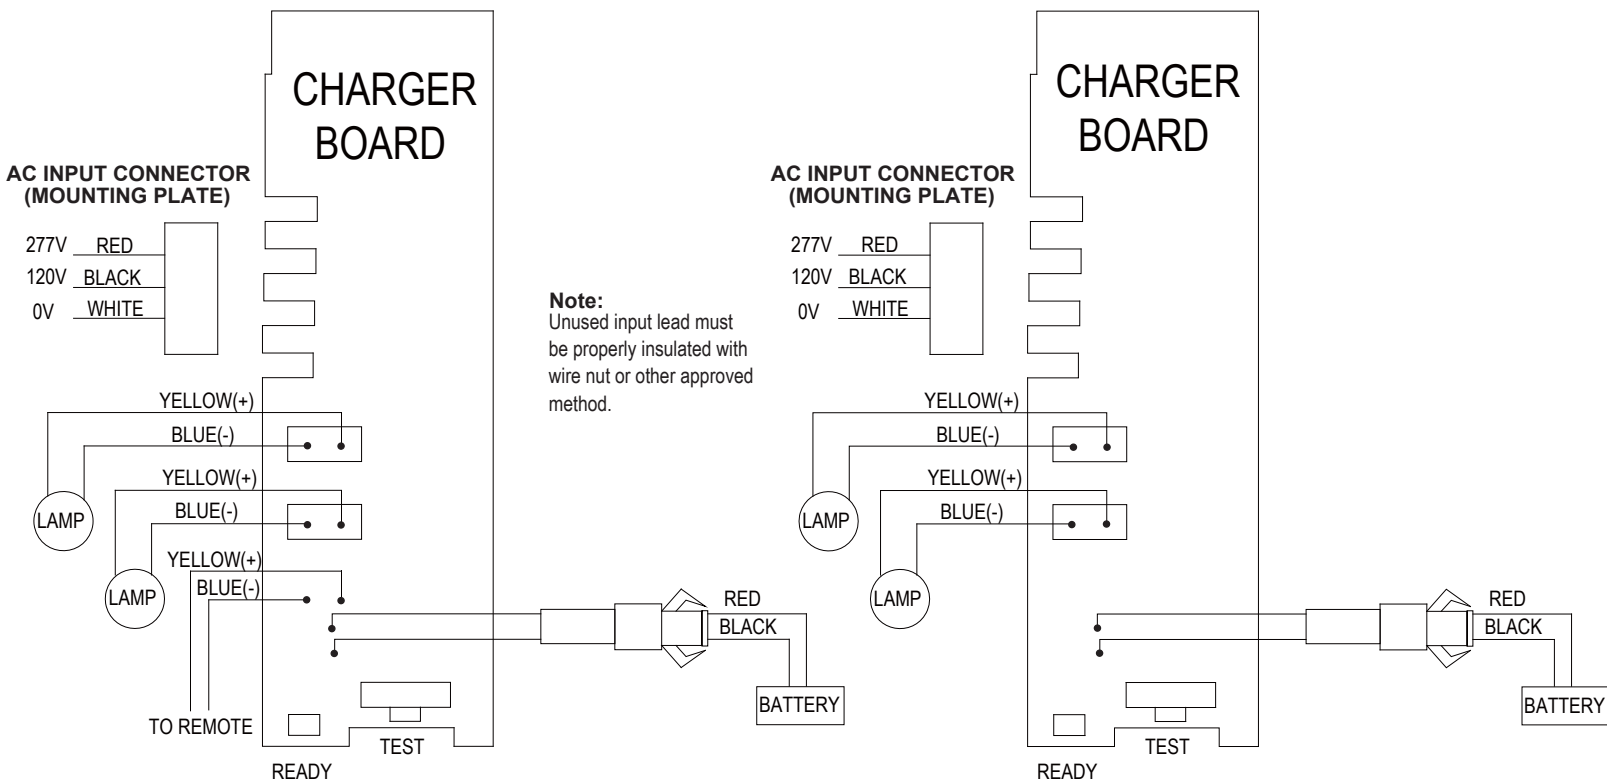 CHARGER
BOARD
AC INPUT CONNECTOR
(MOUNTING PLATE)
277V RED
120V BLACK
0V WHITE
YELLOW(+)
BLUE(-)
YELLOW(+)
BLUE(-)
LAMP
YELLOW(+)
BLUE(-)
LAMP
RED
BLACK
BATTERY
TO REMOTE
TEST
READY
Note:
Unused input lead must
be properly insulated with
wire nut or other approved
method.
CHARGER
BOARD
AC INPUT CONNECTOR
(MOUNTING PLATE)
277V RED
120V BLACK
0V WHITE
YELLOW(+)
BLUE(-)
YELLOW(+)
BLUE(-)
LAMP
LAMP
RED
BLACK
BATTERY
TEST
READY